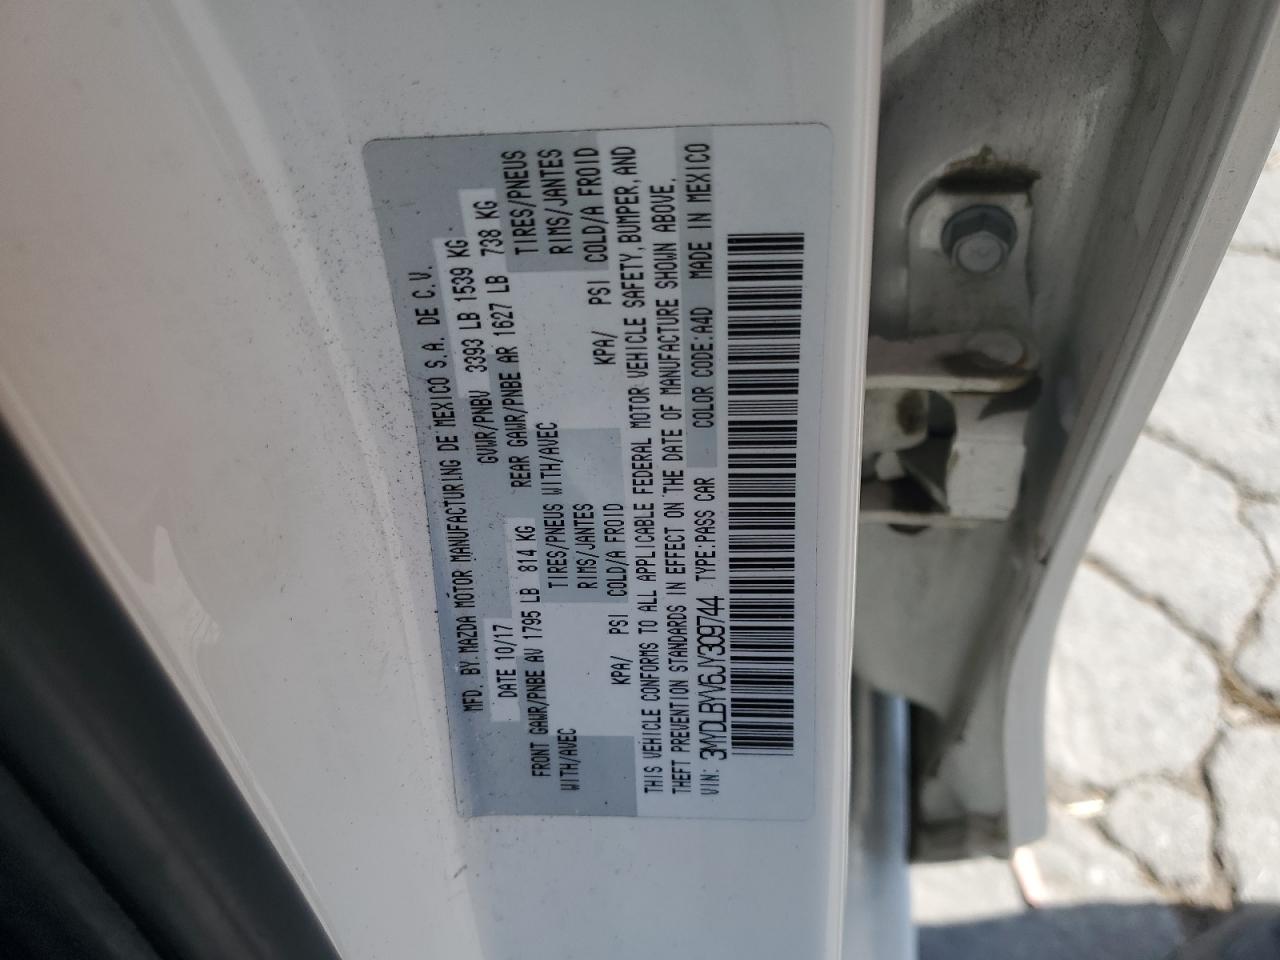 MFD. BY MAZDA MOTOR MANUFACTURING DE MEXICO S.A. DE C.V.
DATE 10/17 GVWR/PNBV 3393 LB 1539 KG
FRONT GAWR/PNBE AV 1795 LB 814 KG REAR GAWR/PNBE AR 1627 LB 738 KG
WITH/AVEC TIRES/PNEUS WITH/AVEC TIRES/PNEUS
RIMS/JANTES RIMS/JANTES
KPA/ PSI COLD/A FROID KPA/ PSI COLD/A FROID
THIS VEHICLE CONFORMS TO ALL APPLICABLE FEDERAL MOTOR VEHICLE SAFETY, BUMPER, AND
THEFT PREVENTION STANDARDS IN EFFECT ON THE DATE OF MANUFACTURE SHOWN ABOVE.
VIN: 3MYDLBYV6JY309744 TYPE:PASS CAR COLOR CODE:A4D MADE IN MEXICO